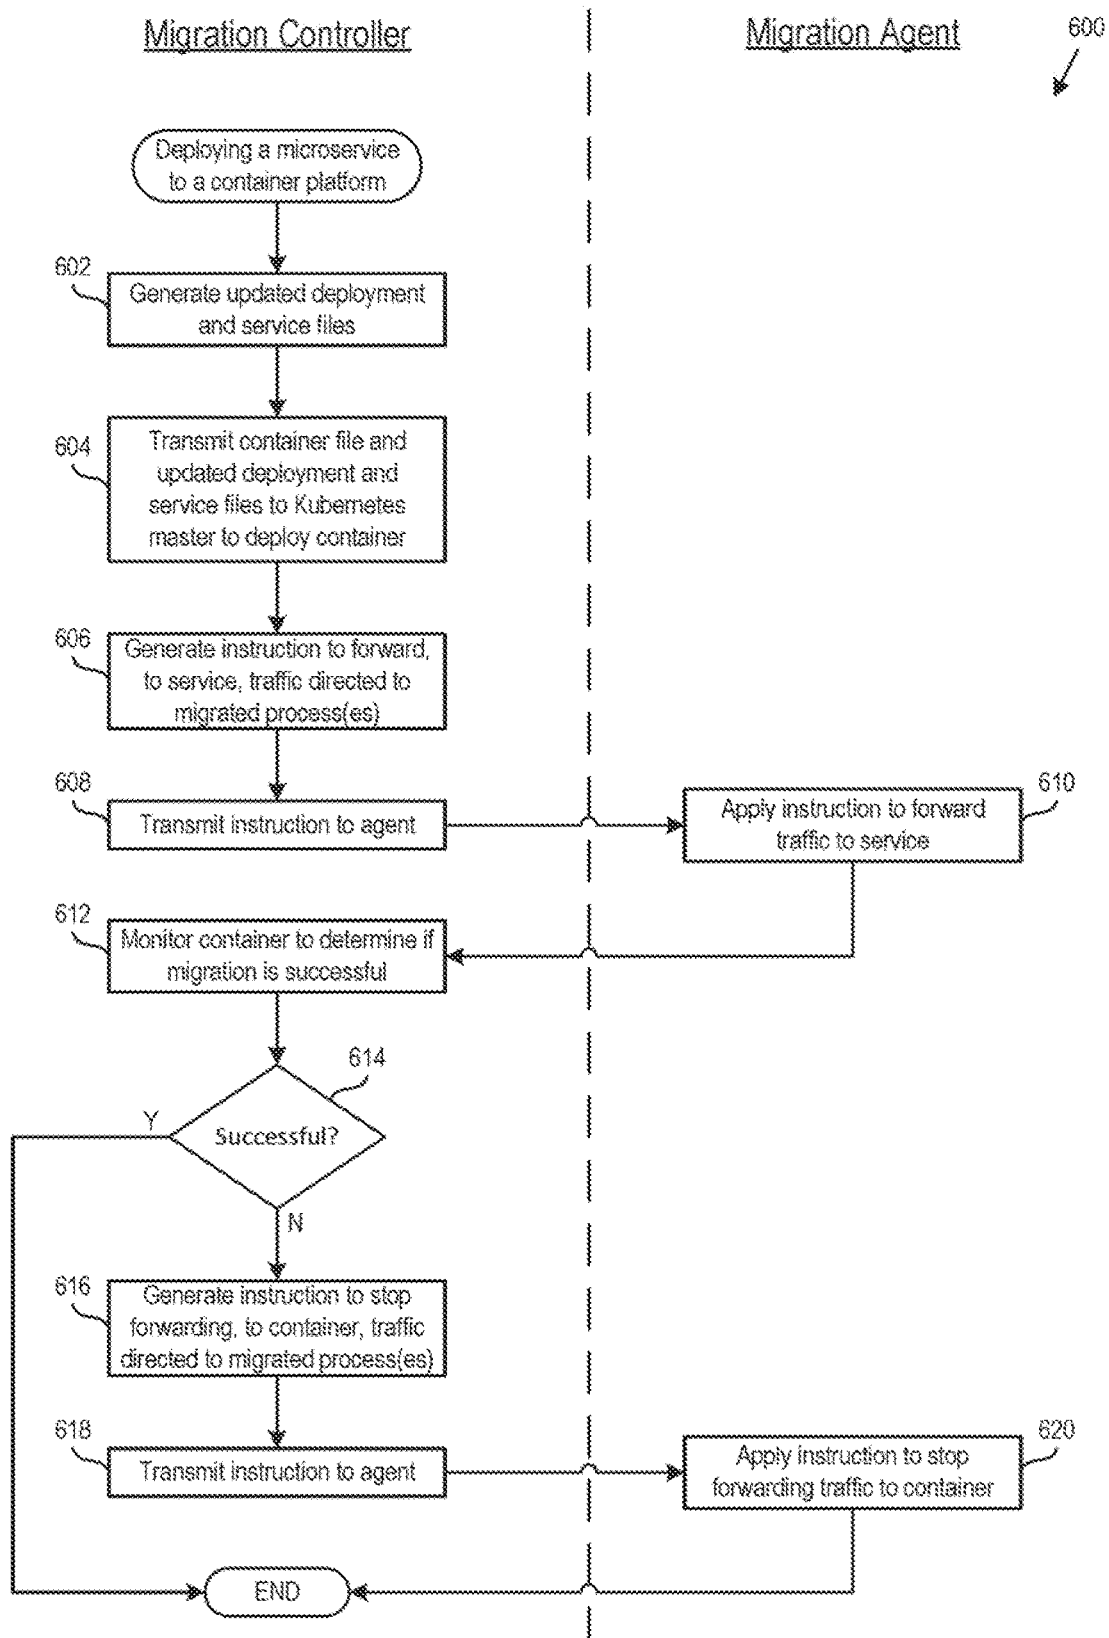 Migration Controller
Migration Agent
600
Deploying a microservice
to a container platform
602
Generate updated deployment
and service files
604
Transmit container file and
updated deployment and
service files to Kubernetes
master to deploy container
606
Generate instruction to forward,
to service, traffic directed to
migrated process(es)
608
Transmit instruction to agent
610
Apply instruction to forward
traffic to service
612
Monitor container to determine if
migration is successful
614
Successful?
Y
N
616
Generate instruction to stop
forwarding, to container, traffic
directed to migrated process(es)
618
Transmit instruction to agent
620
Apply instruction to stop
forwarding traffic to container
END